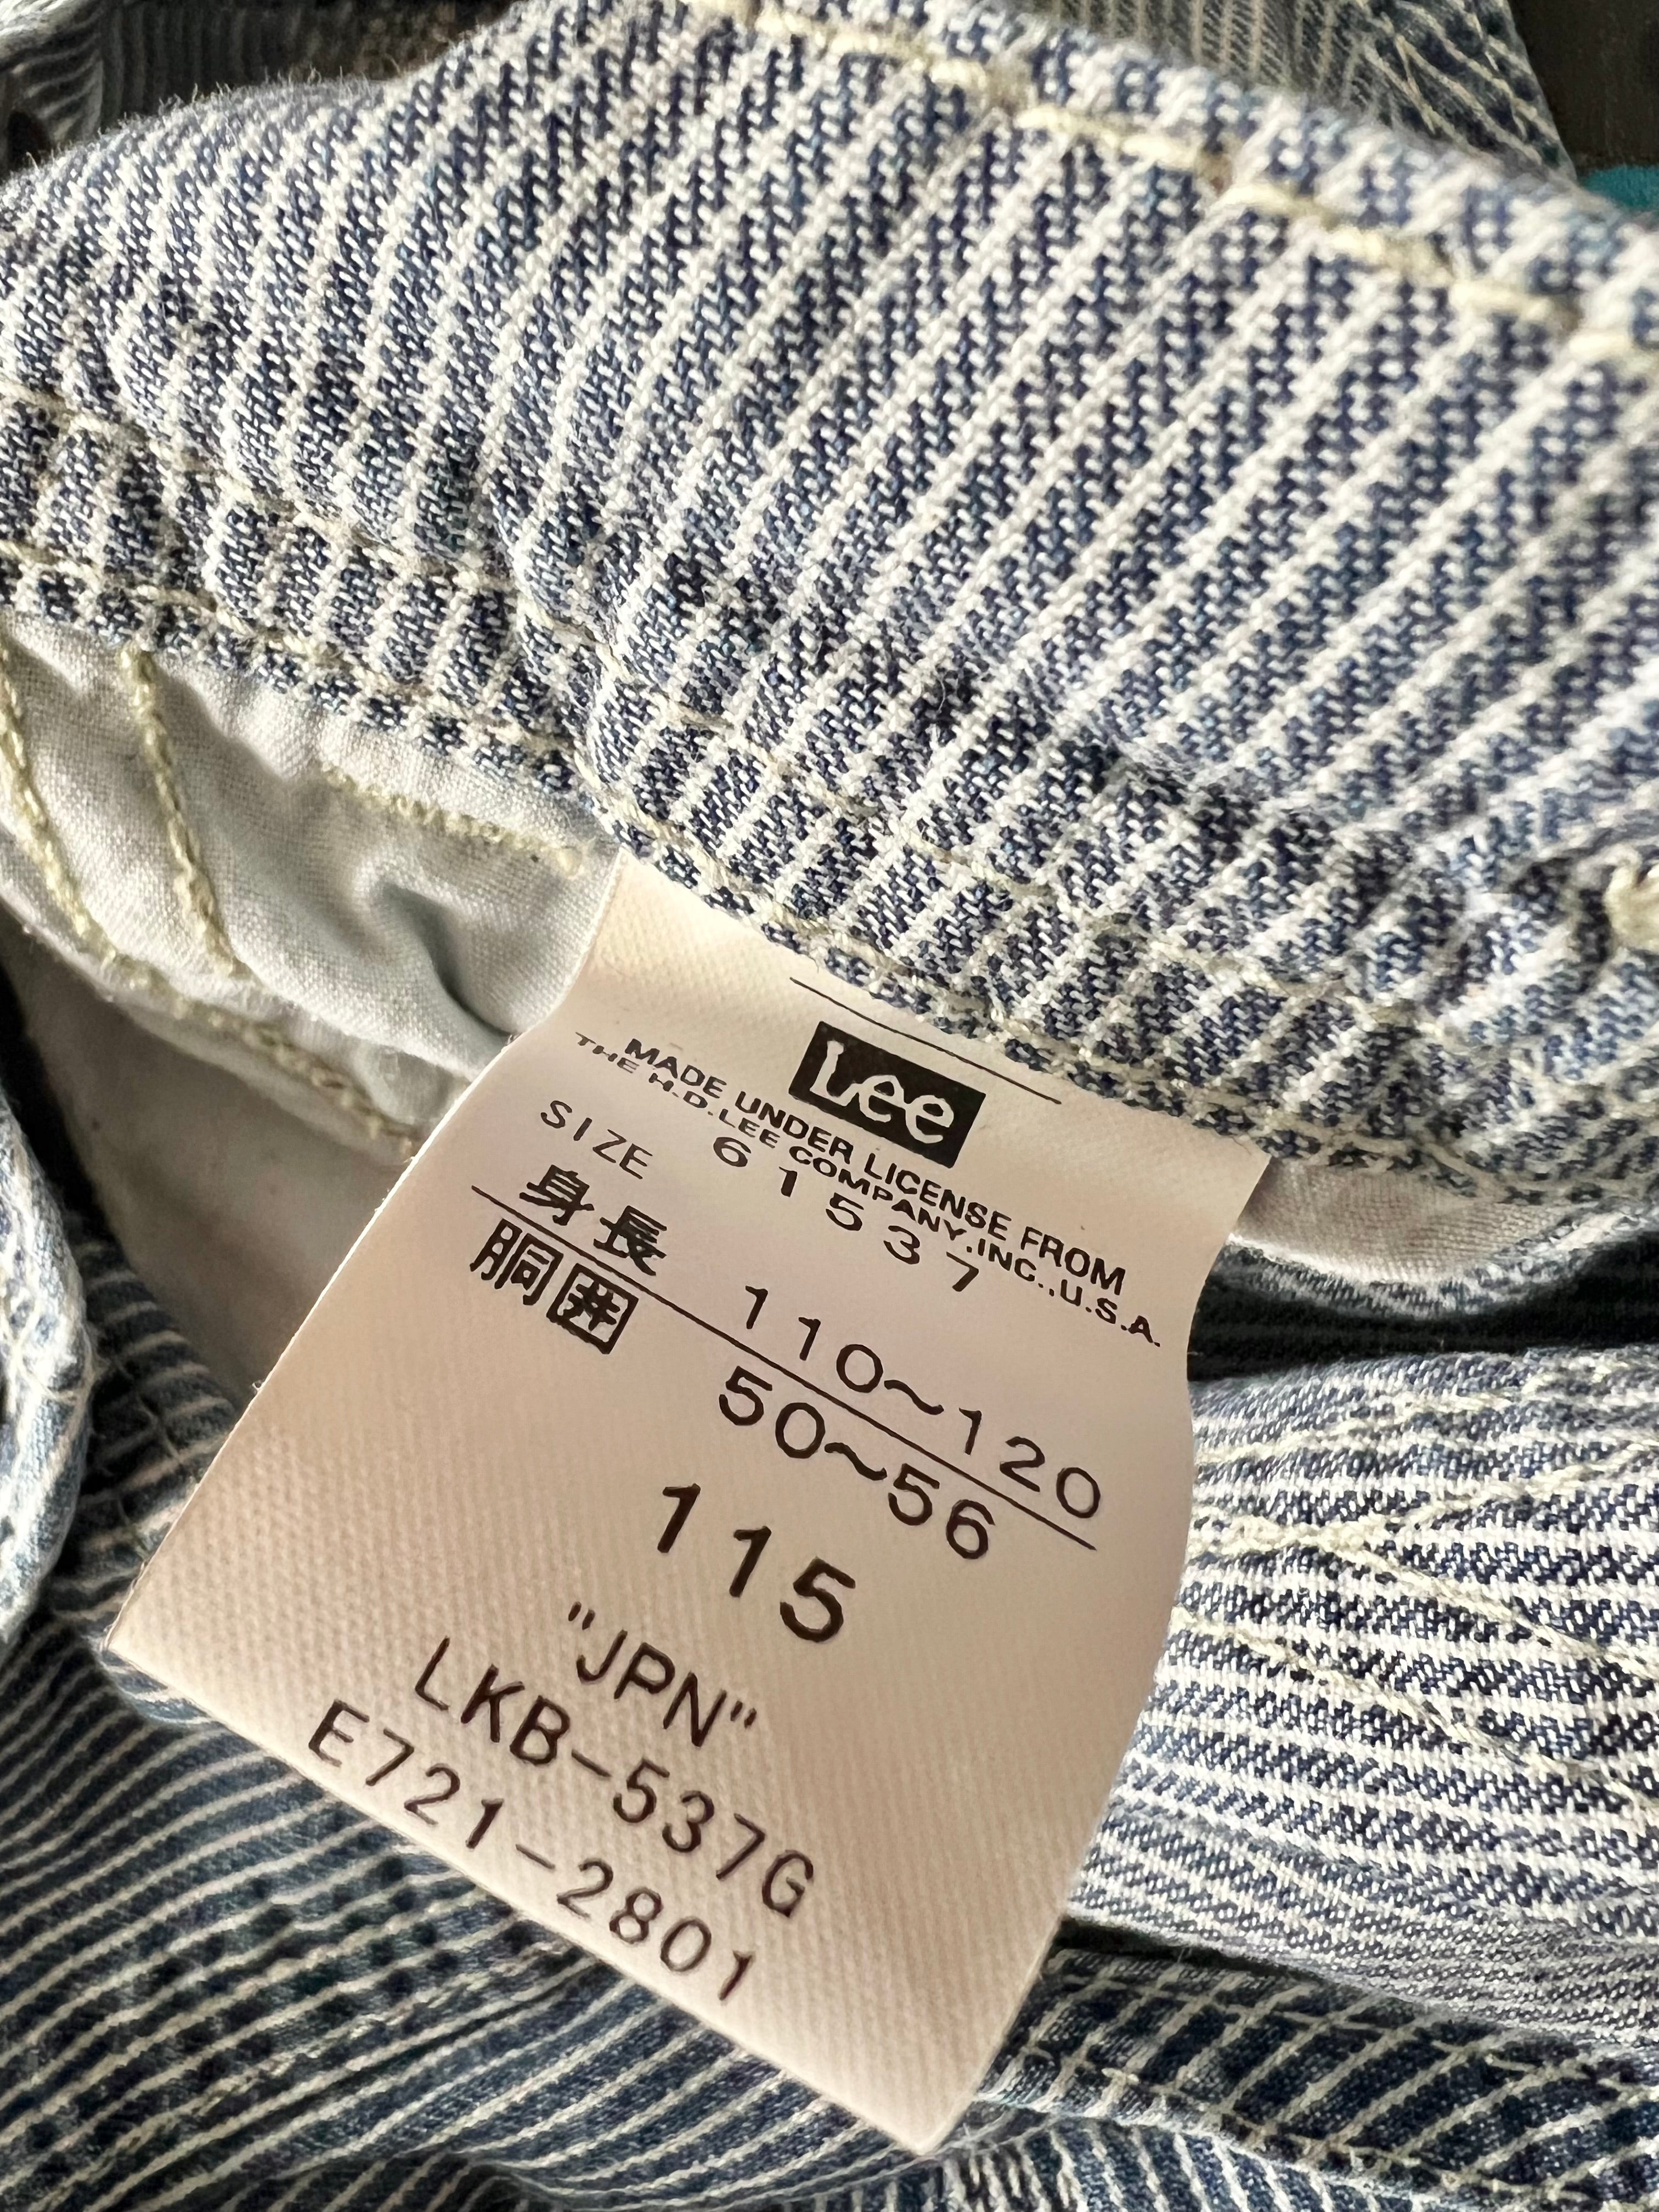 Lee
MADE UNDER LICENSE FROM
THE H.D.LEE COMPANY.INC.,U.S.A.
SIZE 61537
身長 110~120
胴囲 50~56
115
"JPN"
LKB-537G
E721-2801